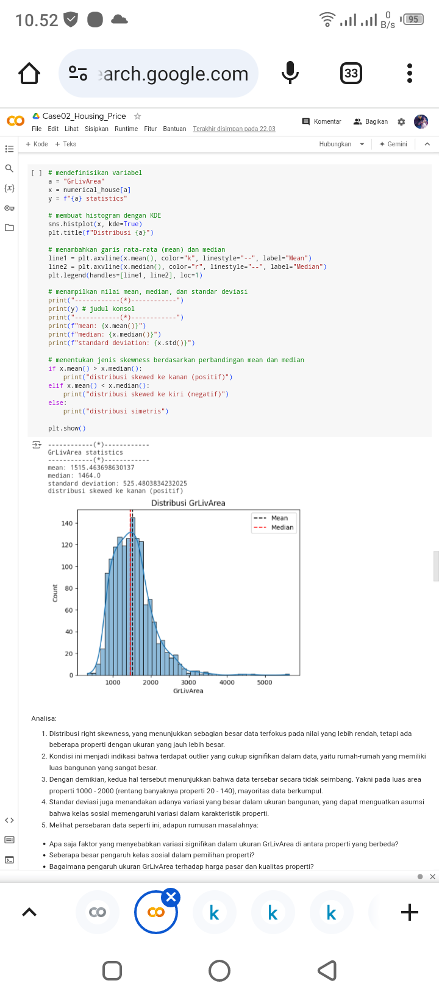 10.52
0
B/s
95
earch.google.com
33
Case02_Housing_Price
Komentar
Bagikan
File Edit Lihat Sisipkan Runtime Fitur Bantuan Terakhir disimpan pada 22.03
+ Kode + Teks
Hubungkan
Gemini
{x}
[ ]
# mendefinisikan variabel
a = "GrLivArea"
x = numerical_house[a]
y = f"{a} statistics"
# membuat histogram dengan KDE
sns.histplot(x, kde=True)
plt.title(f"Distribusi {a}")
# menambahkan garis rata-rata (mean) dan median
line1 = plt.axvline(x.mean(), color="k", linestyle="--", label="Mean")
line2 = plt.axvline(x.median(), color="r", linestyle="--", label="Median")
plt.legend(handles=[line1, line2], loc=1)
# menampilkan nilai mean, median, dan standar deviasi
print("------------(*)------------")
print(y) # judul konsol
print("------------(*)------------")
print(f"mean: {x.mean()}")
print(f"median: {x.median()}")
print(f"standard deviation: {x.std()}")
# menentukan jenis skewness berdasarkan perbandingan mean dan median
if x.mean() > x.median():
print("distribusi skewed ke kanan (positif)")
elif x.mean() < x.median():
print("distribusi skewed ke kiri (negatif)")
else:
print("distribusi simetris")
plt.show()
------------(*)------------
GrLivArea statistics
------------(*)------------
mean: 1515.463698630137
median: 1464.0
standard deviation: 525.4803834232025
distribusi skewed ke kanan (positif)
Distribusi GrLivArea
Mean
Median
140
120
100
80
60
40
20
0
Count
1000 2000 3000 4000 5000
GrLivArea
Analisa:
1. Distribusi right skewness, yang menunjukkan sebagian besar data terfokus pada nilai yang lebih rendah, tetapi ada
beberapa properti dengan ukuran yang jauh lebih besar.
2. Kondisi ini menjadi indikasi bahwa terdapat outlier yang cukup signifikan dalam data, yaitu rumah-rumah yang memiliki
luas bangunan yang sangat besar.
3. Dengan demikian, kedua hal tersebut menunjukkan bahwa data tersebar secara tidak seimbang. Yakni pada luas area
properti 1000 - 2000 (rentang banyaknya properti 20 - 140), mayoritas data berkumpul.
4. Standar deviasi juga menandakan adanya variasi yang besar dalam ukuran bangunan, yang dapat menguatkan asumsi
bahwa kelas sosial memengaruhi variasi dalam karakteristik properti.
5. Melihat persebaran data seperti ini, adapun rumusan masalahnya:
• Apa saja faktor yang menyebabkan variasi signifikan dalam ukuran GrLivArea di antara properti yang berbeda?
• Seberapa besar pengaruh kelas sosial dalam pemilihan properti?
• Bagaimana pengaruh ukuran GrLivArea terhadap harga pasar dan kualitas properti?
k
k
k